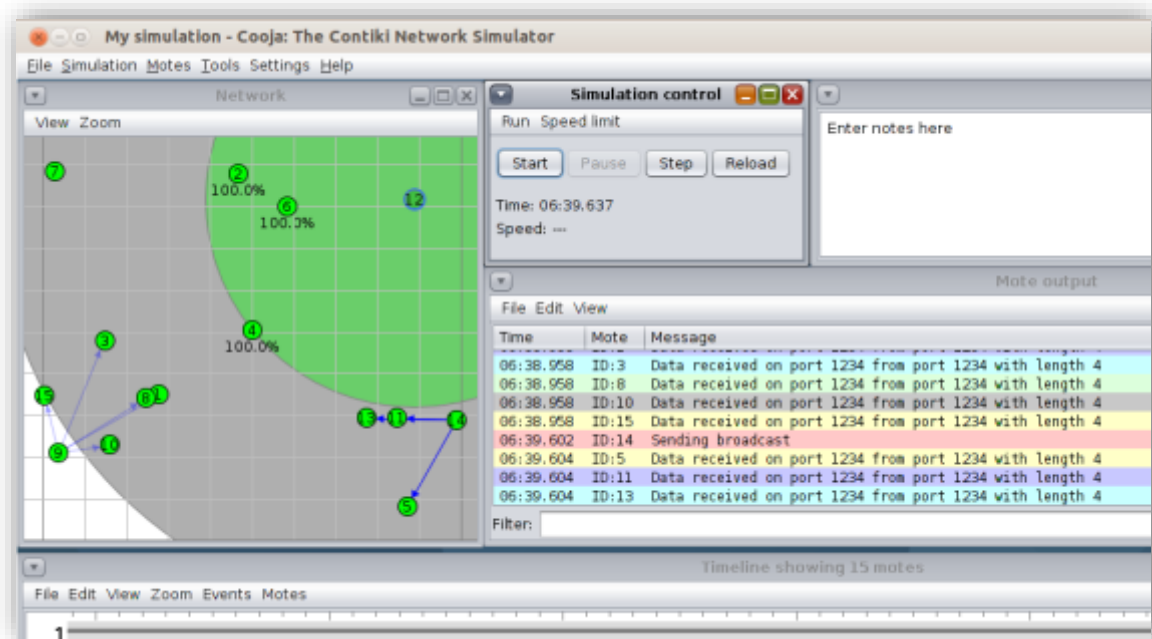 My simulation - Cooja: The Contiki Network Simulator
File Simulation Motes Tools Settings Help
Network
View Zoom
7
2
100.0%
6
100.0%
12
4
100.0%
3
15
8
1
10
9
13
11
14
5
Simulation control
Run Speed limit
Start Pause Step Reload
Time: 06:39.637
Speed: ---
Enter notes here
Mote output
File Edit View
Time Mote Message
06:38.958 ID:3 Data received on port 1234 from port 1234 with length 4
06:38.958 ID:8 Data received on port 1234 from port 1234 with length 4
06:38.958 ID:10 Data received on port 1234 from port 1234 with length 4
06:38.958 ID:15 Data received on port 1234 from port 1234 with length 4
06:39.602 ID:14 Sending broadcast
06:39.604 ID:5 Data received on port 1234 from port 1234 with length 4
06:39.604 ID:11 Data received on port 1234 from port 1234 with length 4
06:39.604 ID:13 Data received on port 1234 from port 1234 with length 4
Filter:
Timeline showing 15 motes
File Edit View Zoom Events Motes
1